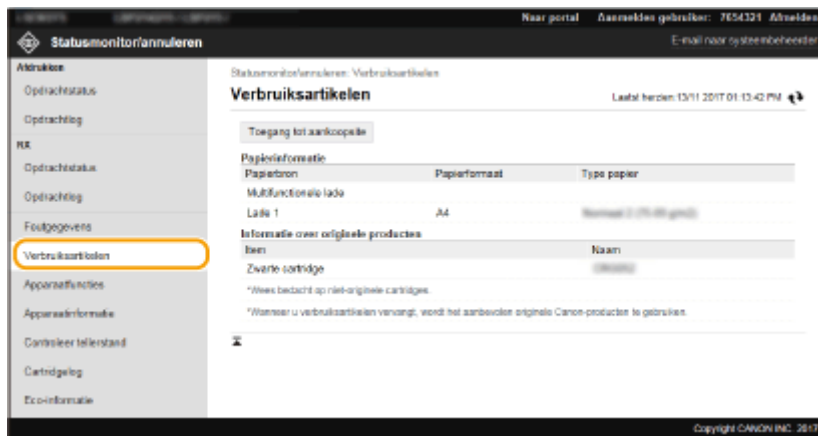 Naar portal Aanmelden gebruiker: 7654321 Afmelden
Statusmonitor/annuleren
E-mail naar systeembeheerder
Afdrukken
Opdrachtstatus
Opdrachtlog
RX
Opdrachtstatus
Opdrachtlog
Foutgegevens
Verbruiksartikelen
Apparaatfuncties
Apparaatinformatie
Controleer tellerstand
Cartridgelog
Eco-informatie
Statusmonitor/annuleren: Verbruiksartikelen
Verbruiksartikelen
Laatst herzien: 13/11 2017 01:13:42 PM
Toegang tot aankoopsite
Papierinformatie
Papierbron Papierformaat Type papier
Multifunctionele lade
Lade 1 A4
Informatie over originele producten
Item Naam
Zwarte cartridge
*Wees bedacht op niet-originele cartridges.
*Wanneer u verbruiksartikelen vervangt, wordt het aanbevolen originele Canon-producten te gebruiken.
Copyright CANON INC. 2017